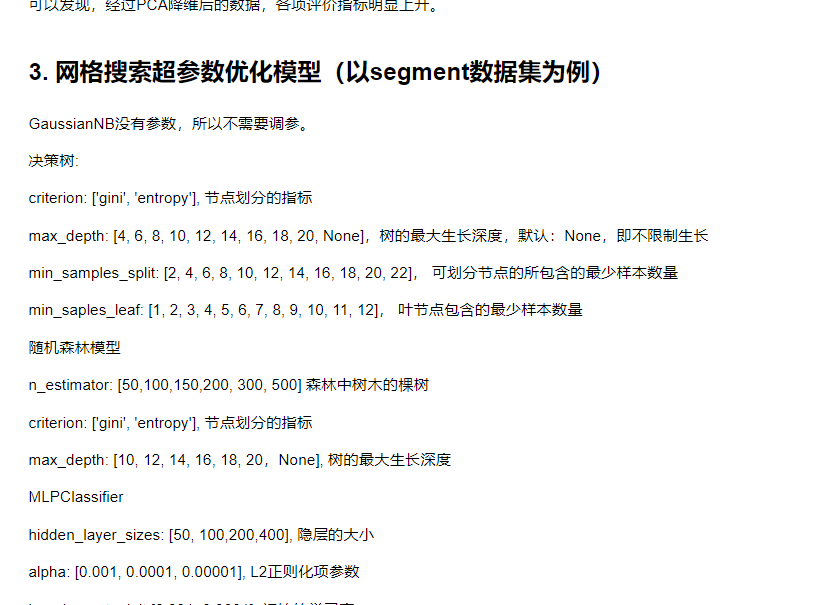 可以发现，经过PCA降维后的数据，各项评价指标明显上升。
3. 网格搜索超参数优化模型（以segment数据集为例）
GaussianNB没有参数，所以不需要调参。
决策树:
criterion: ['gini', 'entropy'], 节点划分的指标
max_depth: [4, 6, 8, 10, 12, 14, 16, 18, 20, None]，树的最大生长深度，默认：None，即不限制生长
min_samples_split: [2, 4, 6, 8, 10, 12, 14, 16, 18, 20, 22]， 可划分节点的所包含的最少样本数量
min_saples_leaf: [1, 2, 3, 4, 5, 6, 7, 8, 9, 10, 11, 12]， 叶节点包含的最少样本数量
随机森林模型
n_estimator: [50,100,150,200, 300, 500] 森林中树木的棵树
criterion: ['gini', 'entropy'], 节点划分的指标
max_depth: [10, 12, 14, 16, 18, 20，None], 树的最大生长深度
MLPClassifier
hidden_layer_sizes: [50, 100,200,400], 隐层的大小
alpha: [0.001, 0.0001, 0.00001], L2正则化项参数